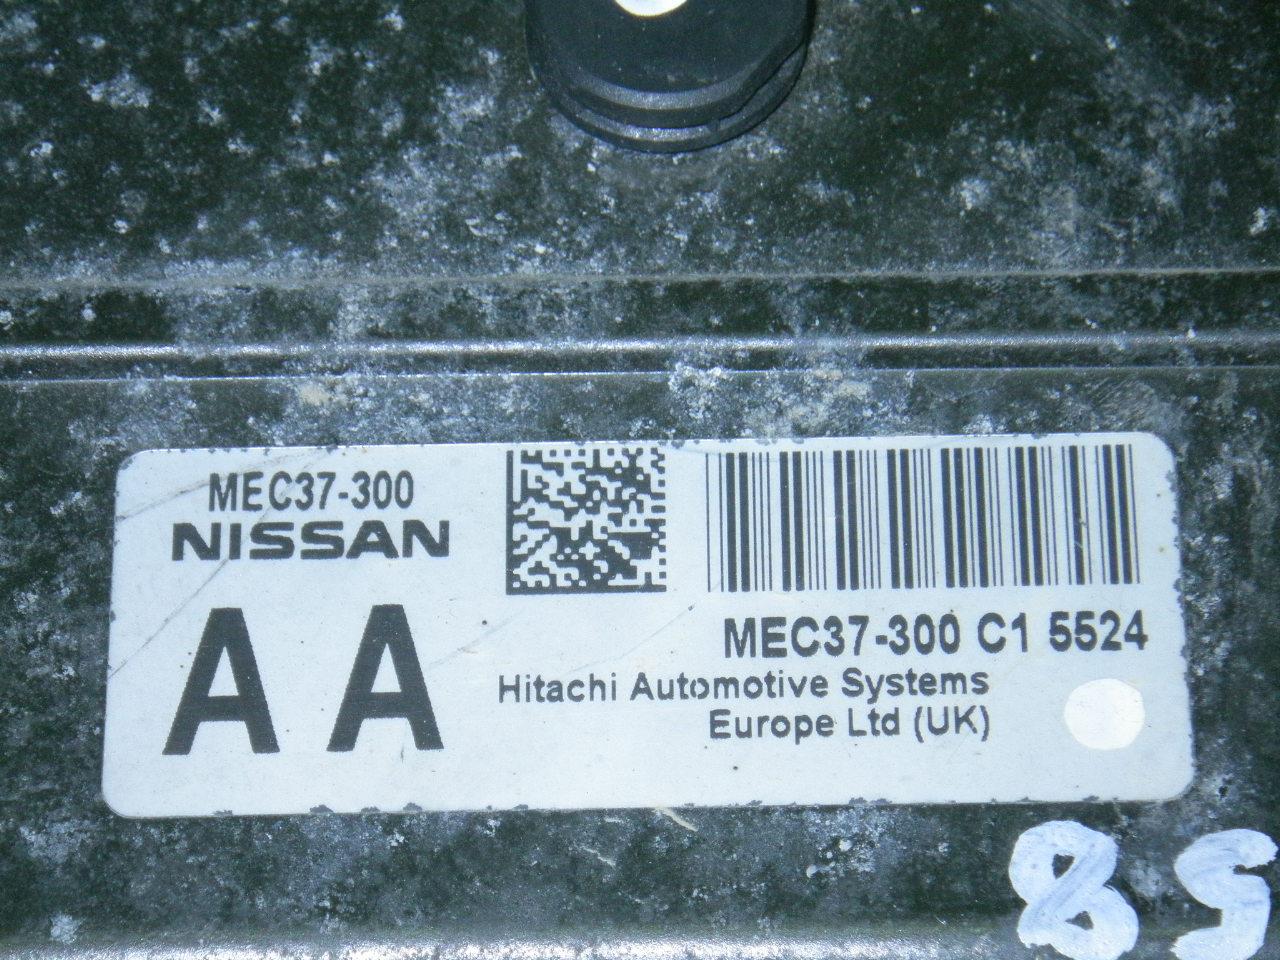 MEC37-300
NISSAN
AA
MEC37-300 C1 5524
Hitachi Automotive Systems
Europe Ltd (UK)
85